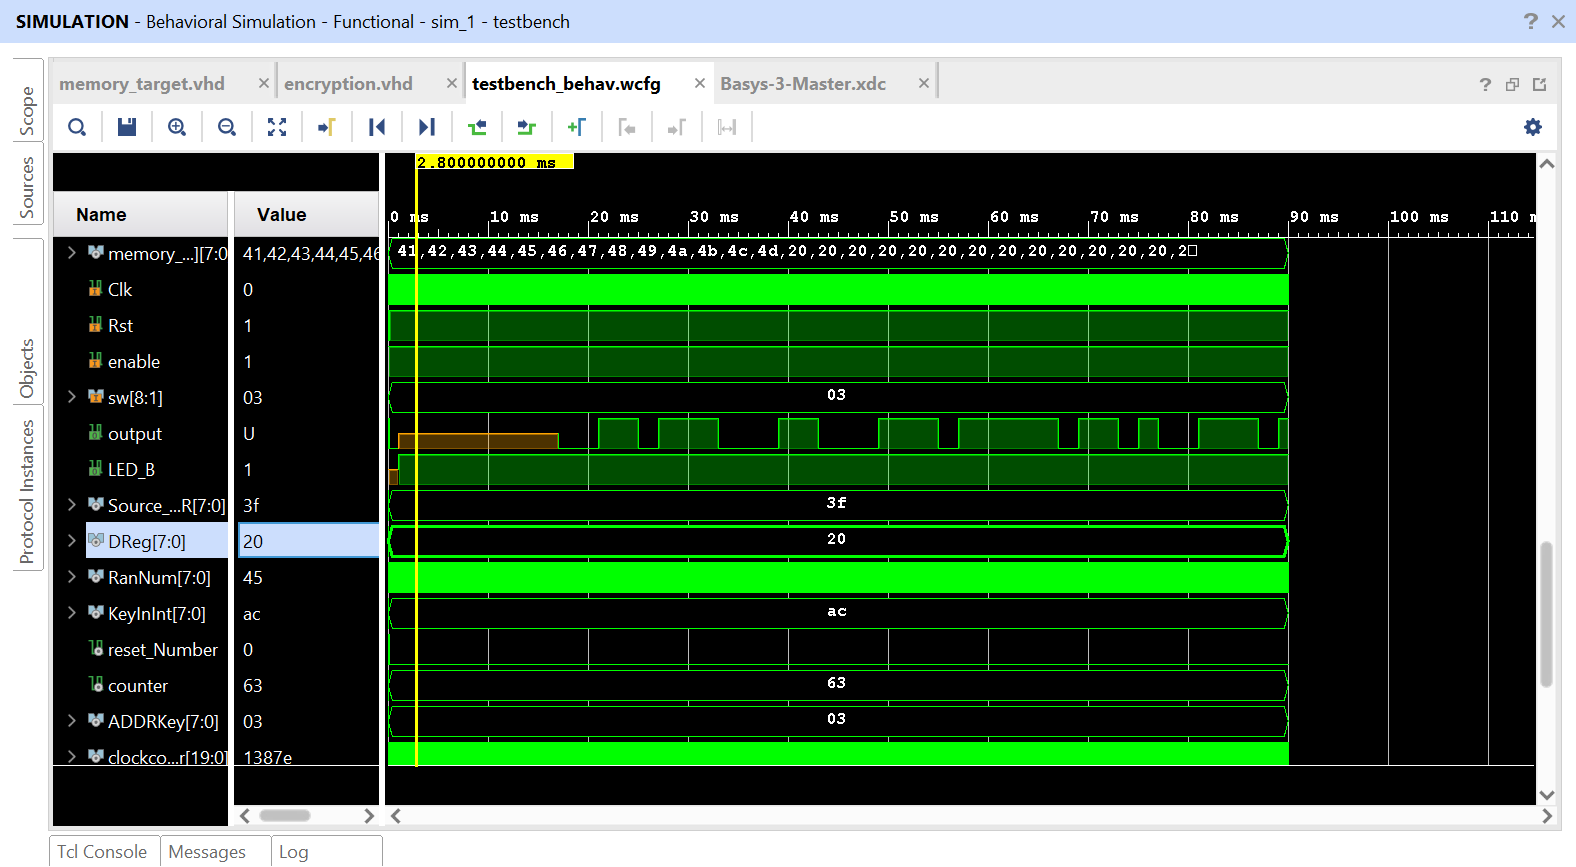 SIMULATION - Behavioral Simulation - Functional - sim_1 - testbench
memory_target.vhd encryption.vhd testbench_behav.wcfg Basys-3-Master.xdc
Scope
Sources
Objects
Protocol Instances
2.800000000 ms
Name Value
0 ms 10 ms 20 ms 30 ms 40 ms 50 ms 60 ms 70 ms 80 ms 90 ms 100 ms 110 m
memory_...][7:0 41,42,43,44,45,46 41,42,43,44,45,46,47,48,49,4a,4b,4c,4d,20,20,20,20,20,20,20,20,20,20,20,20,20,2□
Clk 0
Rst 1
enable 1
sw[8:1] 03 03
output U
LED_B 1
Source_...R[7:0] 3f 3f
DReg[7:0] 20 20
RanNum[7:0] 45
KeyInInt[7:0] ac ac
reset_Number 0
counter 63 63
ADDRKey[7:0] 03 03
clockco...r[19:0] 1387e
Tcl Console Messages Log